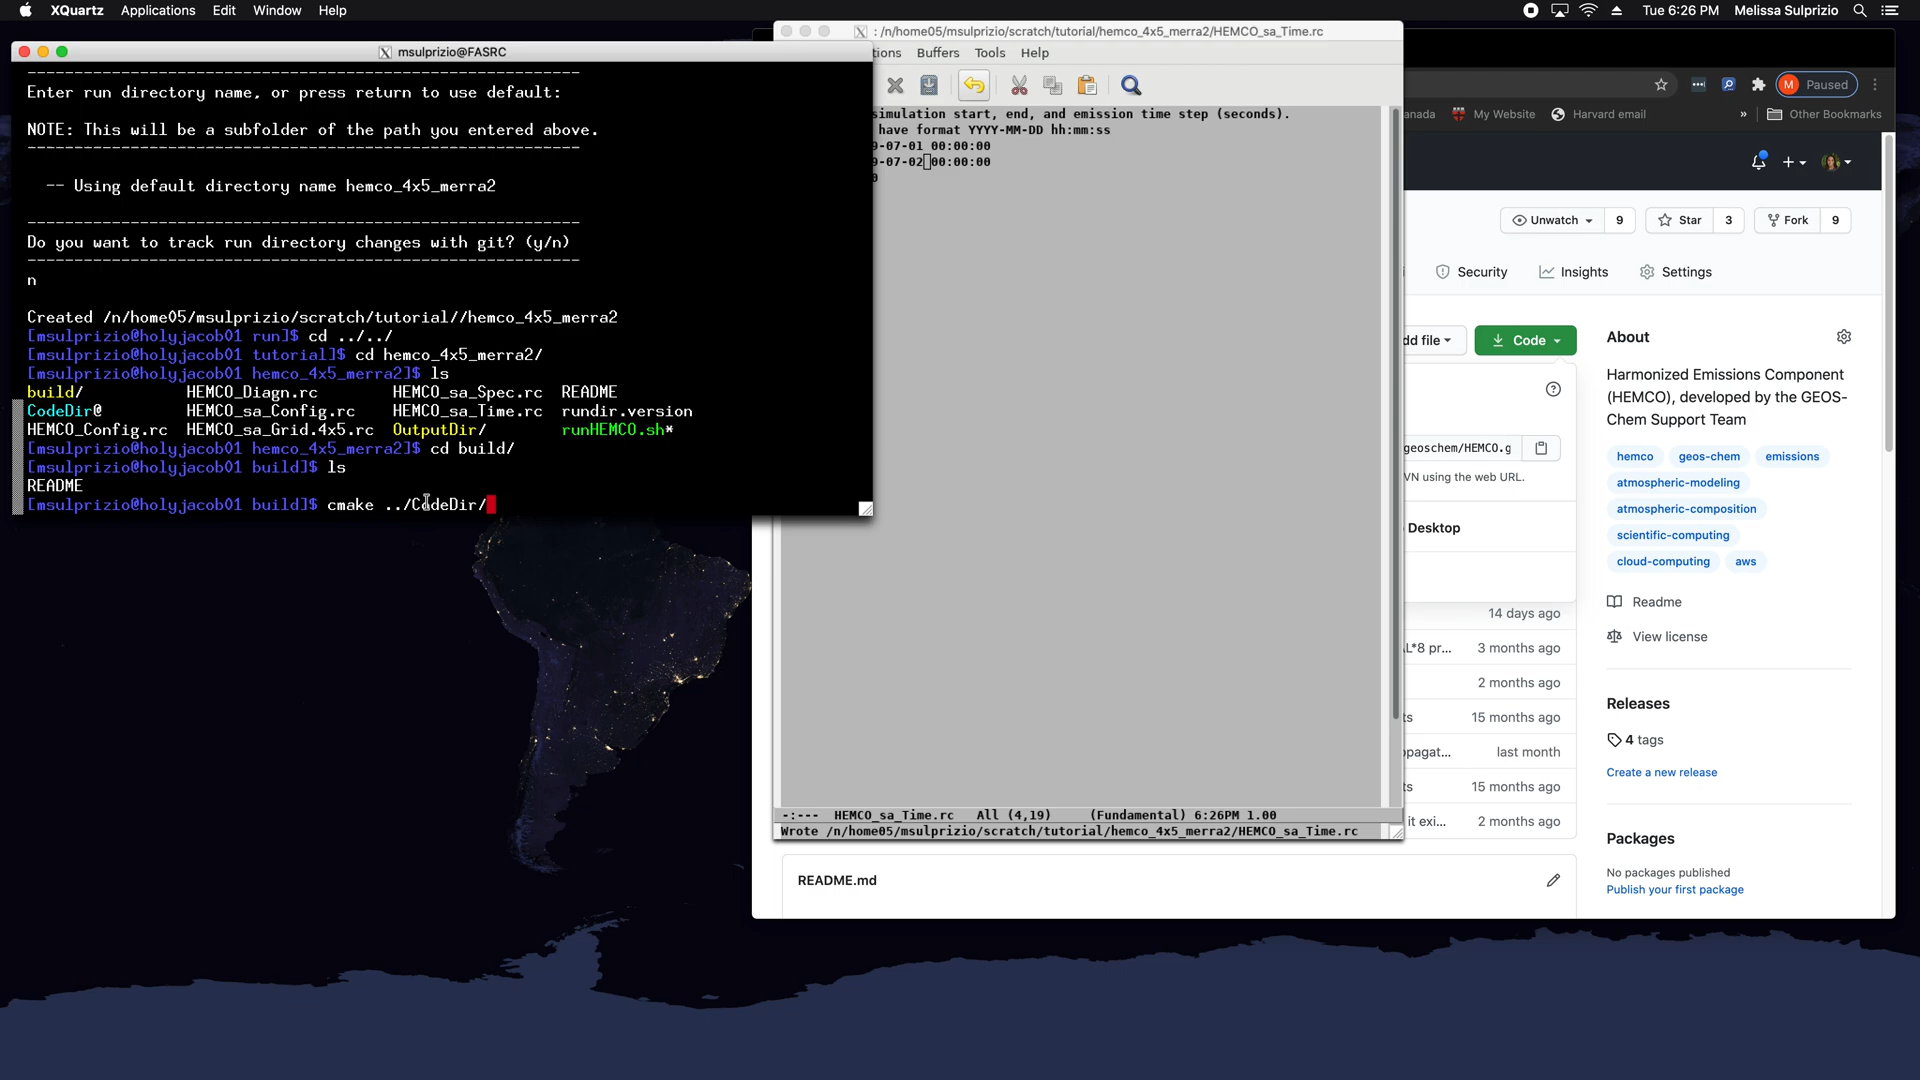 XQuartz Applications Edit Window Help
Tue 6:26 PM Melissa Sulprizio
msulprizio@FASRC
Enter run directory name, or press return to use default:
NOTE: This will be a subfolder of the path you entered above.
-- Using default directory name hemco_4x5_merra2
Do you want to track run directory changes with git? (y/n)
n
Created /n/home05/msulprizio/scratch/tutorial//hemco_4x5_merra2
[msulprizio@holyjacob01 run]$ cd ../../
[msulprizio@holyjacob01 tutorial]$ cd hemco_4x5_merra2/
[msulprizio@holyjacob01 hemco_4x5_merra2]$ ls
build/ HEMCO_Diagn.rc HEMCO_sa_Spec.rc README
CodeDir@ HEMCO_sa_Config.rc HEMCO_sa_Time.rc rundir.version
HEMCO_Config.rc HEMCO_sa_Grid.4x5.rc OutputDir/ runHEMCO.sh*
[msulprizio@holyjacob01 hemco_4x5_merra2]$ cd build/
[msulprizio@holyjacob01 build]$ ls
README
[msulprizio@holyjacob01 build]$ cmake ../CodeDir/
: /n/home05/msulprizio/scratch/tutorial/hemco_4x5_merra2/HEMCO_sa_Time.rc
tions Buffers Tools Help
simulation start, end, and emission time step (seconds).
have format YYYY-MM-DD hh:mm:ss
9-07-01 00:00:00
9-07-02 00:00:00
0
-:--- HEMCO_sa_Time.rc All (4,19) (Fundamental) 6:26PM 1.00
Wrote /n/home05/msulprizio/scratch/tutorial/hemco_4x5_merra2/HEMCO_sa_Time.rc
M Paused
anada My Website Harvard email » Other Bookmarks
Unwatch 9 Star 3 Fork 9
Security Insights Settings
dd file Code
geoschem/HEMCO.g
VN using the web URL.
Desktop
14 days ago
L*8 pr... 3 months ago
2 months ago
ts 15 months ago
opagat... last month
ts 15 months ago
it exi... 2 months ago
README.md
About
Harmonized Emissions Component
(HEMCO), developed by the GEOS-
Chem Support Team
hemco geos-chem emissions
atmospheric-modeling
atmospheric-composition
scientific-computing
cloud-computing aws
Readme
View license
Releases
4 tags
Create a new release
Packages
No packages published
Publish your first package